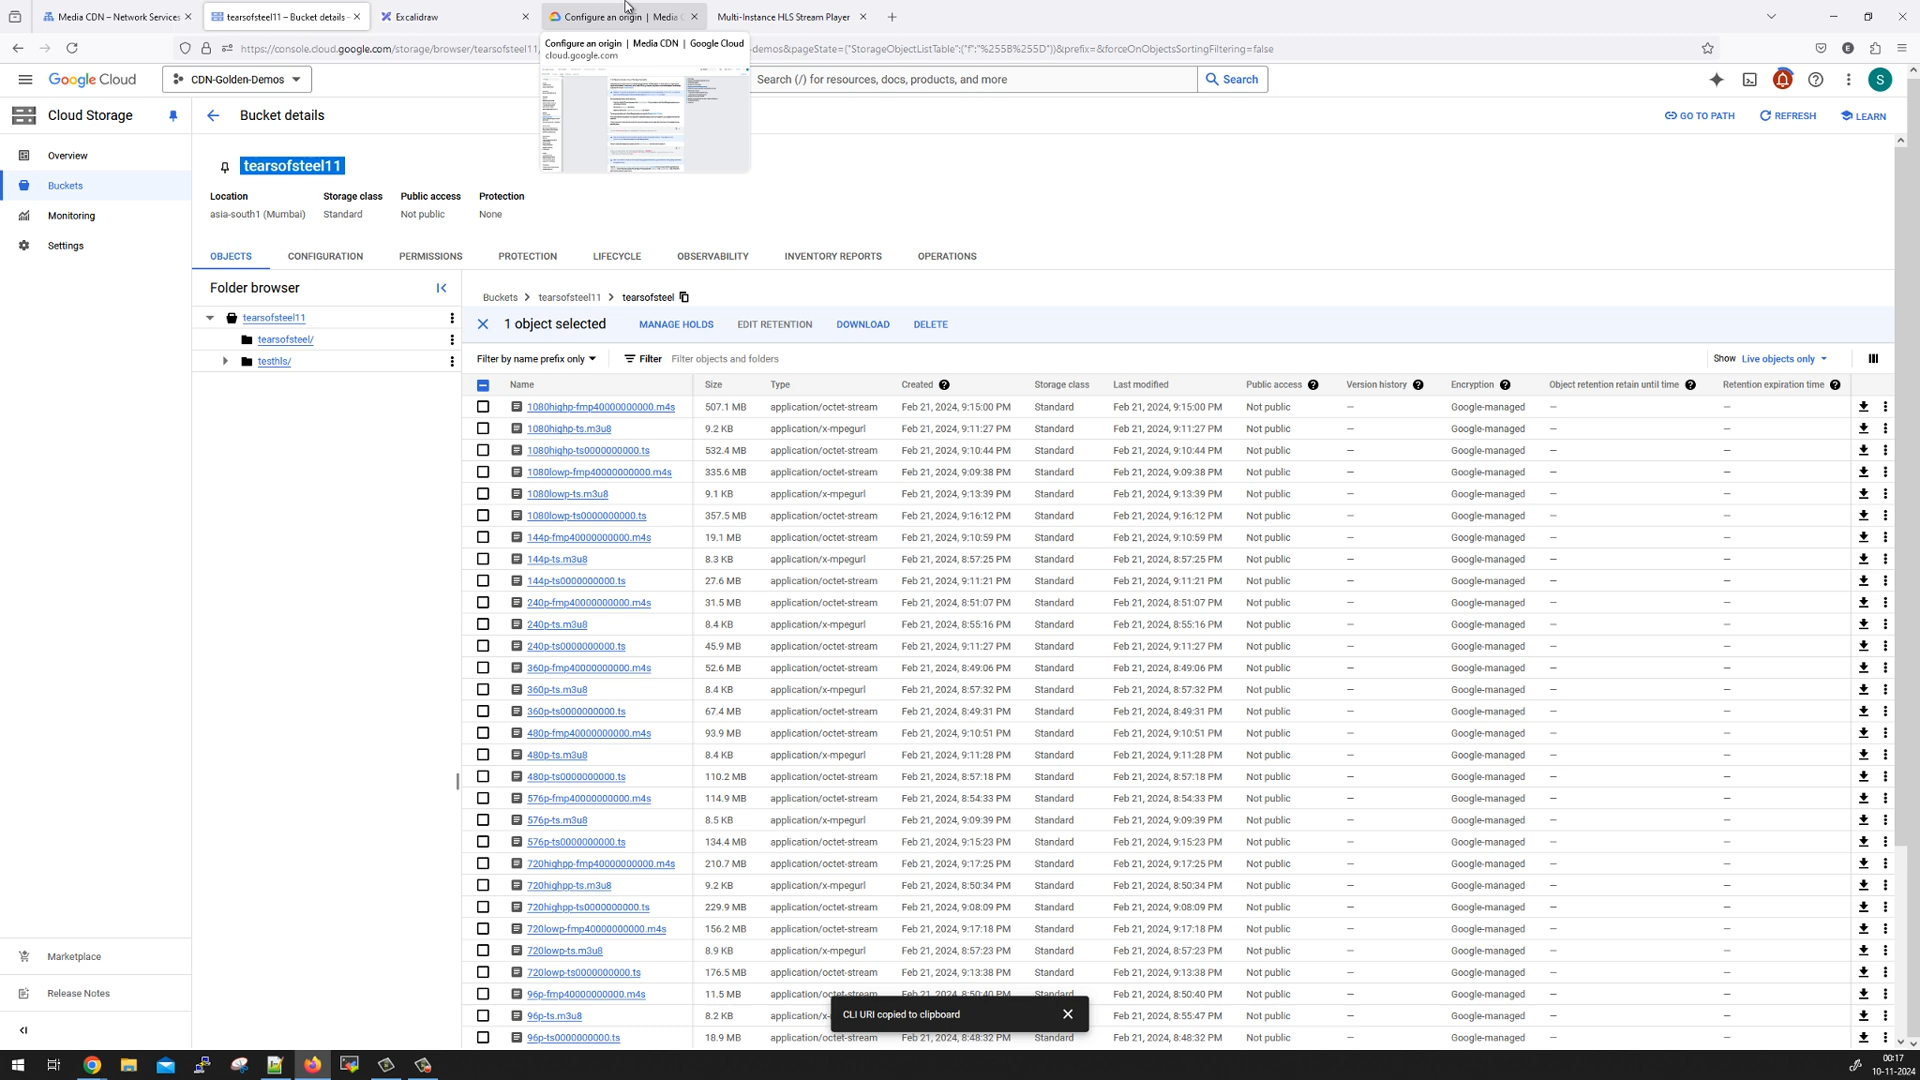 Media CDN – Network Services
tearsofsteel11 – Bucket details –
Excalidraw
Configure an origin | Media C
Multi-Instance HLS Stream Player
https://console.cloud.google.com/storage/browser/tearsofsteel11/
-demos&pageState=("StorageObjectListTable":("f":"%255B%255D"))&prefix=&forceOnObjectsSortingFiltering=false
Configure an origin | Media CDN | Google Cloud
cloud.google.com
Google Cloud
CDN-Golden-Demos
Search (/) for resources, docs, products, and more
Search
S
Cloud Storage
Bucket details
GO TO PATH
REFRESH
LEARN
Overview
Buckets
Monitoring
Settings
Marketplace
Release Notes
tearsofsteel11
Location Storage class Public access Protection
asia-south1 (Mumbai) Standard Not public None
OBJECTS CONFIGURATION PERMISSIONS PROTECTION LIFECYCLE OBSERVABILITY INVENTORY REPORTS OPERATIONS
Folder browser
tearsofsteel11
tearsofsteel/
testhls/
Buckets > tearsofsteel11 > tearsofsteel
1 object selected MANAGE HOLDS EDIT RETENTION DOWNLOAD DELETE
Filter by name prefix only Filter Filter objects and folders Show Live objects only
Name Size Type Created Storage class Last modified Public access Version history Encryption Object retention retain until time Retention expiration time
1080highp-fmp40000000000.m4s 507.1 MB application/octet-stream Feb 21, 2024, 9:15:00 PM Standard Feb 21, 2024, 9:15:00 PM Not public — Google-managed — —
1080highp-ts.m3u8 9.2 KB application/x-mpegurl Feb 21, 2024, 9:11:27 PM Standard Feb 21, 2024, 9:11:27 PM Not public — Google-managed — —
1080highp-ts0000000000.ts 532.4 MB application/octet-stream Feb 21, 2024, 9:10:44 PM Standard Feb 21, 2024, 9:10:44 PM Not public — Google-managed — —
1080lowp-fmp40000000000.m4s 335.6 MB application/octet-stream Feb 21, 2024, 9:09:38 PM Standard Feb 21, 2024, 9:09:38 PM Not public — Google-managed — —
1080lowp-ts.m3u8 9.1 KB application/x-mpegurl Feb 21, 2024, 9:13:39 PM Standard Feb 21, 2024, 9:13:39 PM Not public — Google-managed — —
1080lowp-ts0000000000.ts 357.5 MB application/octet-stream Feb 21, 2024, 9:16:12 PM Standard Feb 21, 2024, 9:16:12 PM Not public — Google-managed — —
144p-fmp40000000000.m4s 19.1 MB application/octet-stream Feb 21, 2024, 9:10:59 PM Standard Feb 21, 2024, 9:10:59 PM Not public — Google-managed — —
144p-ts.m3u8 8.3 KB application/x-mpegurl Feb 21, 2024, 8:57:25 PM Standard Feb 21, 2024, 8:57:25 PM Not public — Google-managed — —
144p-ts0000000000.ts 27.6 MB application/octet-stream Feb 21, 2024, 9:11:21 PM Standard Feb 21, 2024, 9:11:21 PM Not public — Google-managed — —
240p-fmp40000000000.m4s 31.5 MB application/octet-stream Feb 21, 2024, 8:51:07 PM Standard Feb 21, 2024, 8:51:07 PM Not public — Google-managed — —
240p-ts.m3u8 8.4 KB application/x-mpegurl Feb 21, 2024, 8:55:16 PM Standard Feb 21, 2024, 8:55:16 PM Not public — Google-managed — —
240p-ts0000000000.ts 45.9 MB application/octet-stream Feb 21, 2024, 9:11:27 PM Standard Feb 21, 2024, 9:11:27 PM Not public — Google-managed — —
360p-fmp40000000000.m4s 52.6 MB application/octet-stream Feb 21, 2024, 8:49:06 PM Standard Feb 21, 2024, 8:49:06 PM Not public — Google-managed — —
360p-ts.m3u8 8.4 KB application/x-mpegurl Feb 21, 2024, 8:57:32 PM Standard Feb 21, 2024, 8:57:32 PM Not public — Google-managed — —
360p-ts0000000000.ts 67.4 MB application/octet-stream Feb 21, 2024, 8:49:31 PM Standard Feb 21, 2024, 8:49:31 PM Not public — Google-managed — —
480p-fmp40000000000.m4s 93.9 MB application/octet-stream Feb 21, 2024, 9:10:51 PM Standard Feb 21, 2024, 9:10:51 PM Not public — Google-managed — —
480p-ts.m3u8 8.4 KB application/x-mpegurl Feb 21, 2024, 9:11:28 PM Standard Feb 21, 2024, 9:11:28 PM Not public — Google-managed — —
480p-ts0000000000.ts 110.2 MB application/octet-stream Feb 21, 2024, 8:57:18 PM Standard Feb 21, 2024, 8:57:18 PM Not public — Google-managed — —
576p-fmp40000000000.m4s 114.9 MB application/octet-stream Feb 21, 2024, 8:54:33 PM Standard Feb 21, 2024, 8:54:33 PM Not public — Google-managed — —
576p-ts.m3u8 8.5 KB application/x-mpegurl Feb 21, 2024, 9:09:39 PM Standard Feb 21, 2024, 9:09:39 PM Not public — Google-managed — —
576p-ts0000000000.ts 134.4 MB application/octet-stream Feb 21, 2024, 9:15:23 PM Standard Feb 21, 2024, 9:15:23 PM Not public — Google-managed — —
720highpp-fmp40000000000.m4s 210.7 MB application/octet-stream Feb 21, 2024, 9:17:25 PM Standard Feb 21, 2024, 9:17:25 PM Not public — Google-managed — —
720highpp-ts.m3u8 9.2 KB application/x-mpegurl Feb 21, 2024, 8:50:34 PM Standard Feb 21, 2024, 8:50:34 PM Not public — Google-managed — —
720highpp-ts0000000000.ts 229.9 MB application/octet-stream Feb 21, 2024, 9:08:09 PM Standard Feb 21, 2024, 9:08:09 PM Not public — Google-managed — —
720lowp-fmp40000000000.m4s 156.2 MB application/octet-stream Feb 21, 2024, 9:17:18 PM Standard Feb 21, 2024, 9:17:18 PM Not public — Google-managed — —
720lowp-ts.m3u8 8.9 KB application/x-mpegurl Feb 21, 2024, 8:57:23 PM Standard Feb 21, 2024, 8:57:23 PM Not public — Google-managed — —
720lowp-ts0000000000.ts 176.5 MB application/octet-stream Feb 21, 2024, 9:13:38 PM Standard Feb 21, 2024, 9:13:38 PM Not public — Google-managed — —
96p-fmp40000000000.m4s 11.5 MB application/octet-stream Feb 21, 2024, 8:50:40 PM Standard Feb 21, 2024, 8:50:40 PM Not public — Google-managed — —
96p-ts.m3u8 8.2 KB application/x- Feb 21, 2024, 8:55:47 PM Not public — Google-managed — —
96p-ts0000000000.ts 18.9 MB application/octet-stream Feb 21, 2024, 8:48:32 PM Standard Feb 21, 2024, 8:48:32 PM Not public — Google-managed — —
CLI URI copied to clipboard
00:17
10-11-2024